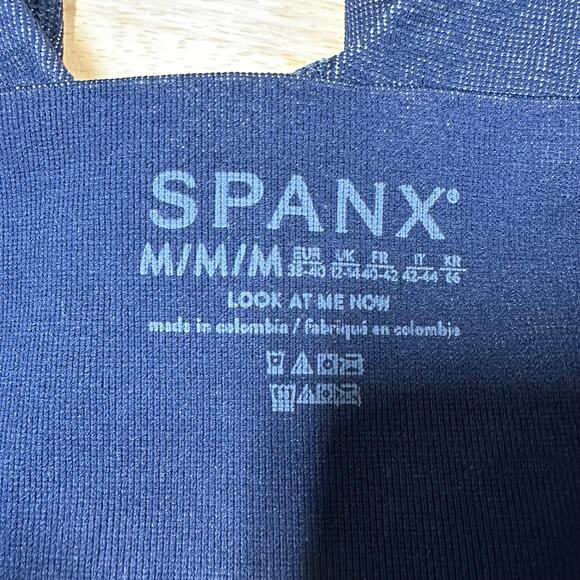 SPANX®
M/M/M EUR 38-40 UK 12-14 FR 40-42 IT 42-44 KR 66
LOOK AT ME NOW
made in colombia / fabriqué en colombie